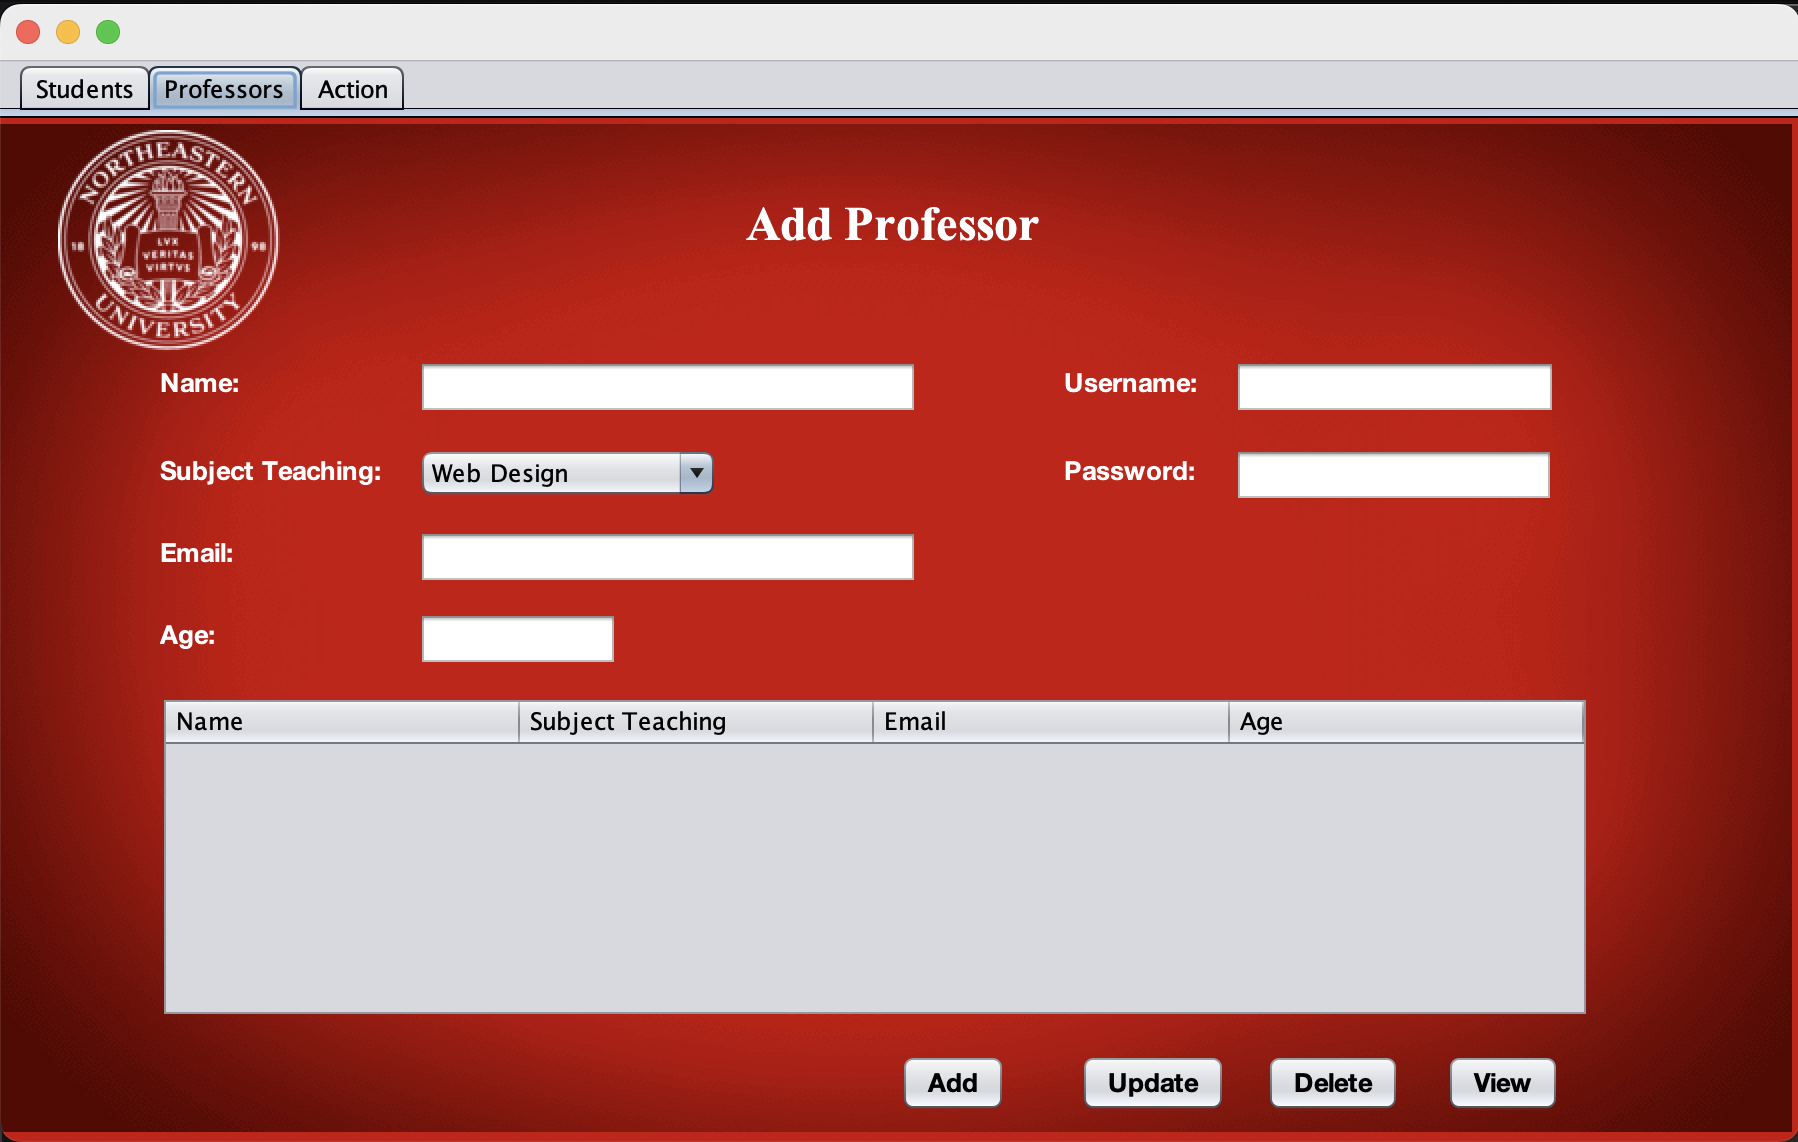 Students Professors Action
NORTHEASTERN
18 98
LVX
VERITAS
VIRTVS
UNIVERSITY
Add Professor
Name: Username:
Subject Teaching: Web Design Password:
Email:
Age:
Name Subject Teaching Email Age
Add Update Delete View